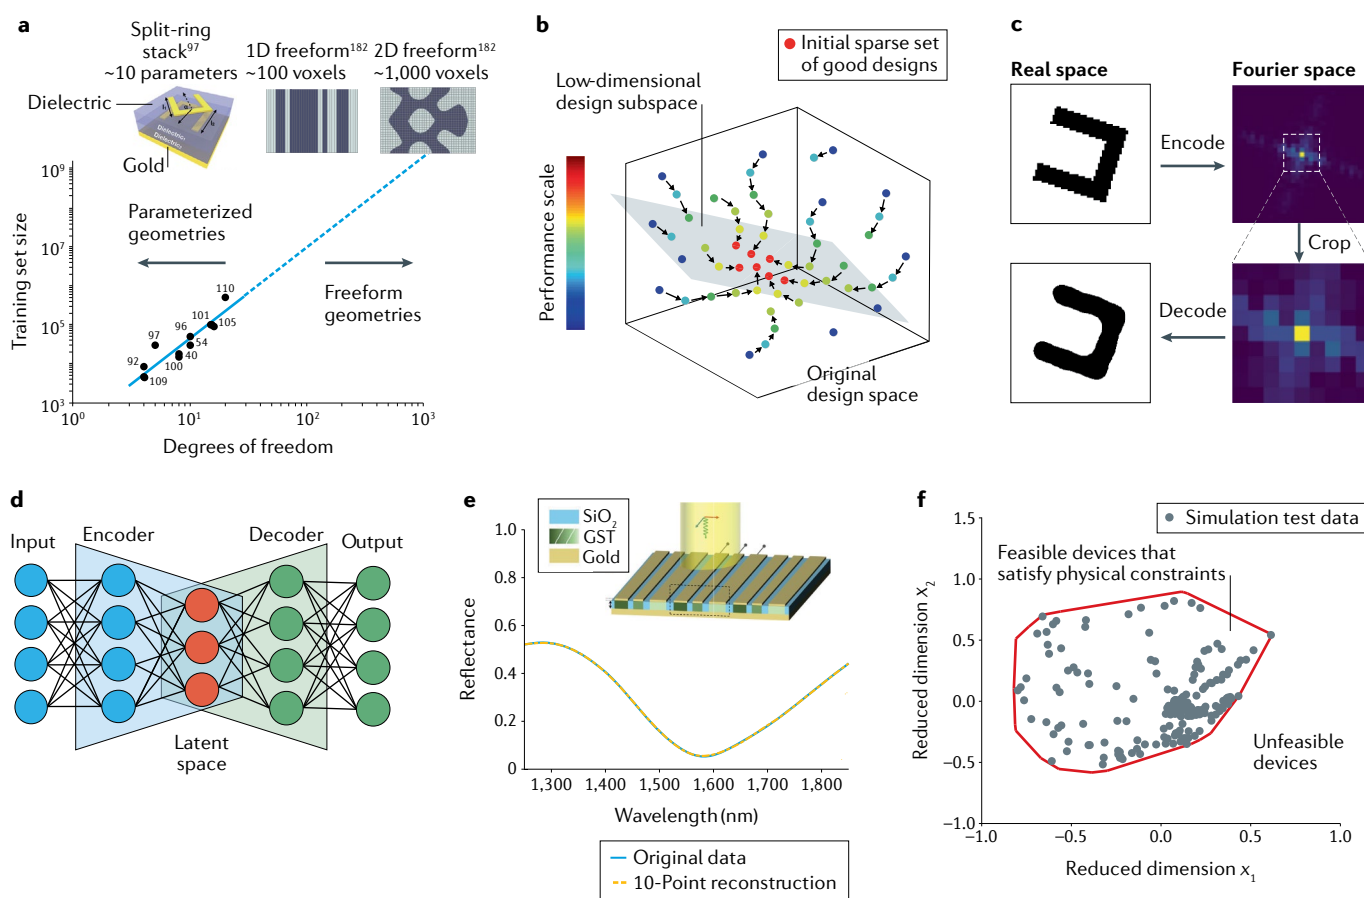 a
Split-ring
stack97
~10 parameters
1D freeform182
~100 voxels
2D freeform182
~1,000 voxels
Dielectric
Gold
Training set size
10⁹
10⁷
10⁵
10³
Parameterized
geometries
Freeform
geometries
110
101
105
96
97
54
40
100
92
109
10⁰
10¹
10²
10³
Degrees of freedom
b
Initial sparse set
of good designs
Low-dimensional
design subspace
Performance scale
Original
design space
c
Real space
Fourier space
Encode
Crop
Decode
d
Input
Encoder
Decoder
Output
Latent
space
e
SiO₂
GST
Gold
Reflectance
1.0
0.8
0.6
0.4
0.2
0
1,300
1,400
1,500
1,600
1,700
1,800
Wavelength (nm)
Original data
10-Point reconstruction
f
Simulation test data
Feasible devices that
satisfy physical constraints
Unfeasible
devices
Reduced dimension x₂
1.5
1.0
0.5
0.0
−0.5
−1.0
−1.0
−0.5
0.0
0.5
1.0
Reduced dimension x₁